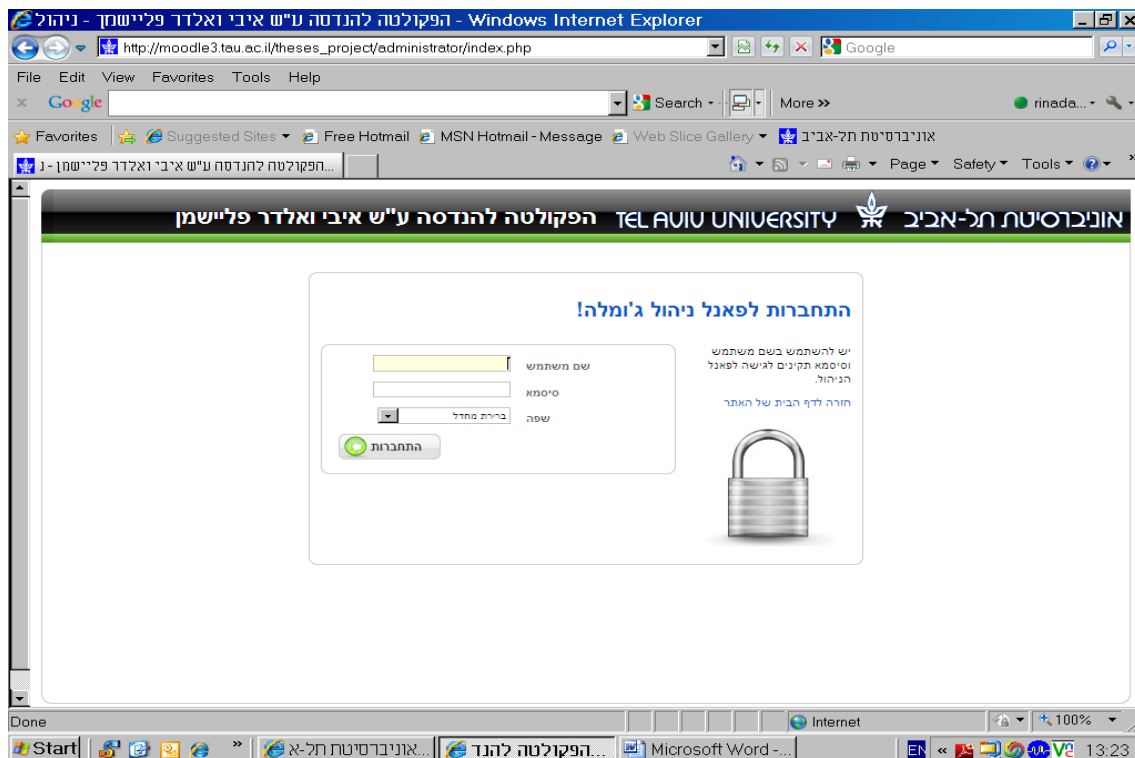 הפקולטה להנדסה ע"ש איבי ואלדר פליישמן - ניהול - Windows Internet Explorer
http://moodle3.tau.ac.il/theses_project/administrator/index.php
Google
File Edit View Favorites Tools Help
Google Search More >> rinada...
Favorites Suggested Sites Free Hotmail MSN Hotmail - Message Web Slice Gallery אוניברסיטת תל-אביב
הפקולטה להנדסה ע"ש איבי ואלדר פליישמן - נ... Page Safety Tools
אוניברסיטת תל-אביב TEL AVIV UNIVERSITY הפקולטה להנדסה ע"ש איבי ואלדר פליישמן
התחברות לפאנל ניהול ג'ומלה!
יש להשתמש בשם משתמש
וסיסמא תקינים לגישה לפאנל
הניהול.
חזרה לדף הבית של האתר
שם משתמש
סיסמא
שפה ברירת מחדל
התחברות
Done Internet 100%
Start אוניברסיטת תל-א... הפקולטה להנד... Microsoft Word -... EN « 13:23